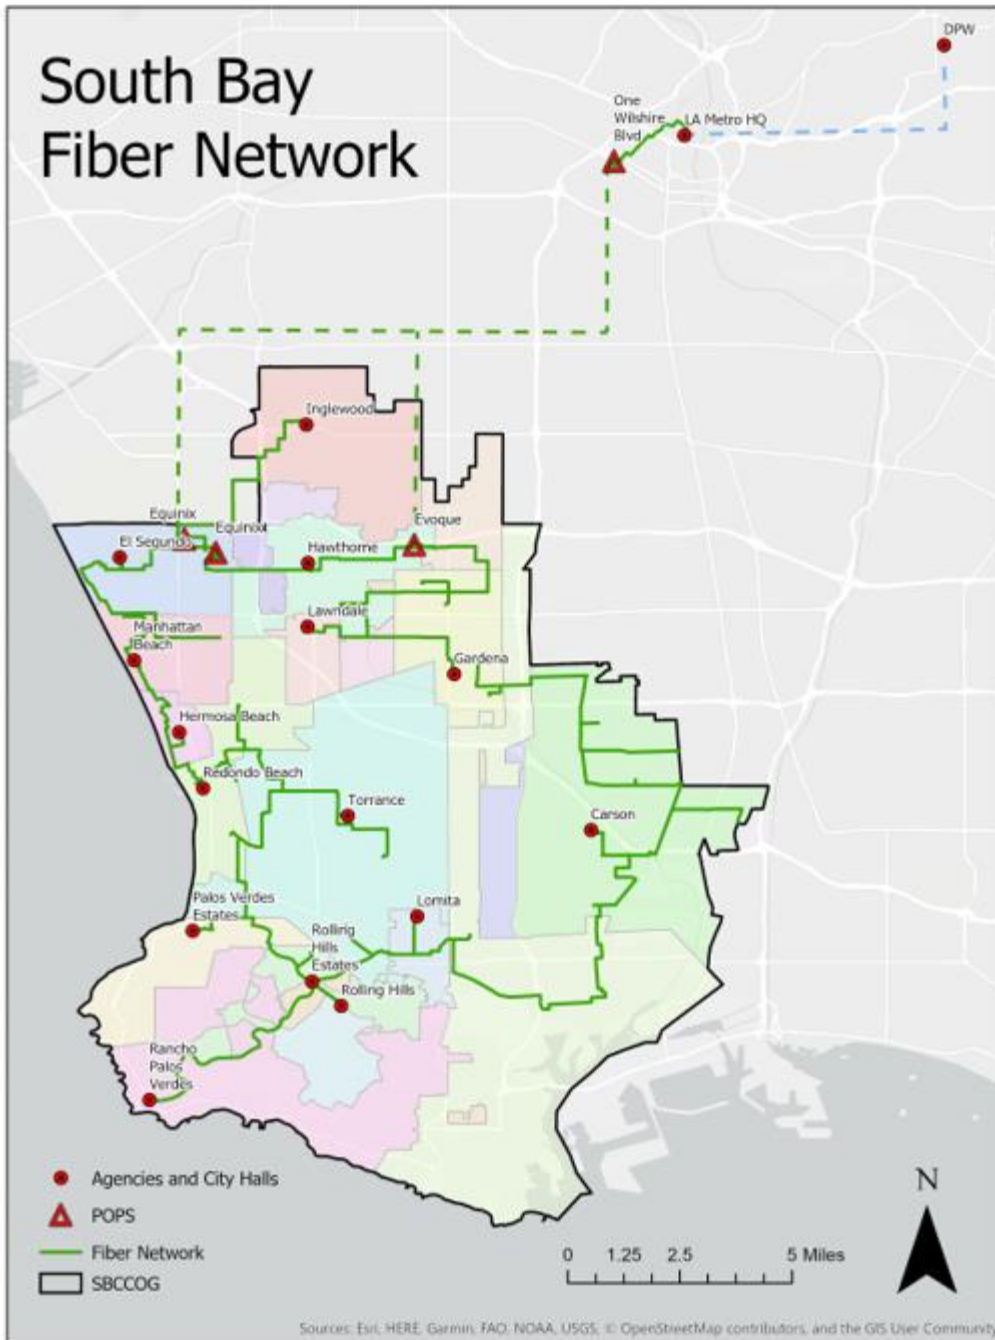 South Bay
Fiber Network
DPW
One
Wilshire
Blvd
LA Metro HQ
Inglewood
Equinix
Equinix
Evoque
El Segundo
Hawthorne
Lawndale
Manhattan
Beach
Gardena
Hermosa Beach
Redondo Beach
Torrance
Carson
Palos Verdes
Estates
Lomita
Rolling
Hills
Estates
Rolling Hills
Rancho
Palos
Verdes
Agencies and City Halls
POPS
Fiber Network
SBCCOG
N
0 1.25 2.5 5 Miles
Sources: Esri, HERE, Garmin, FAO, NOAA, USGS, © OpenStreetMap contributors, and the GIS User Community